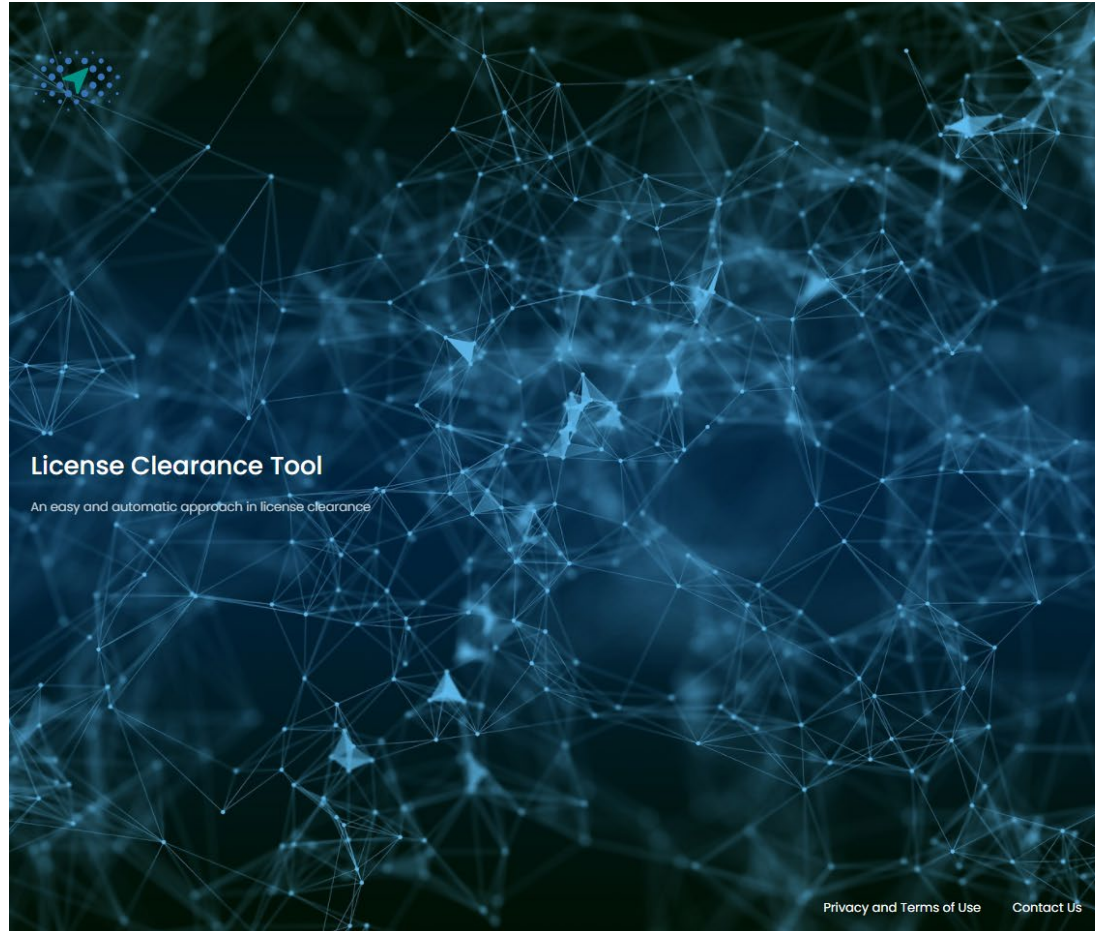 License Clearance Tool
An easy and automatic approach in license clearance
Privacy and Terms of Use Contact Us